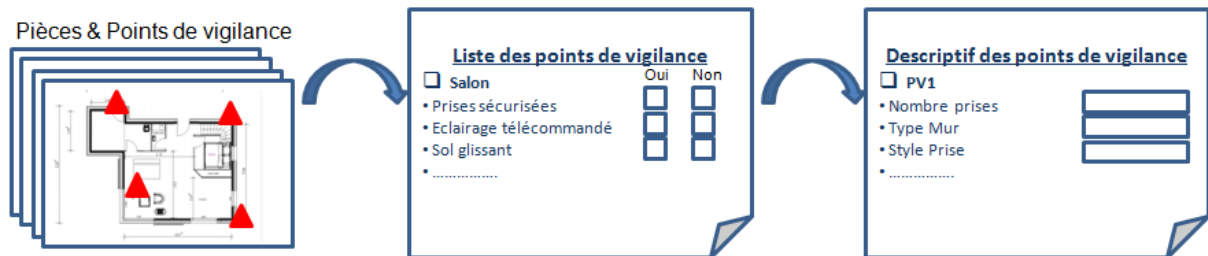 Pièces & Points de vigilance
Liste des points de vigilance
Oui Non
❑ Salon
• Prises sécurisées
• Eclairage télécommandé
• Sol glissant
• ……………
Descriptif des points de vigilance
❑ PV1
• Nombre prises
• Type Mur
• Style Prise
• ……………